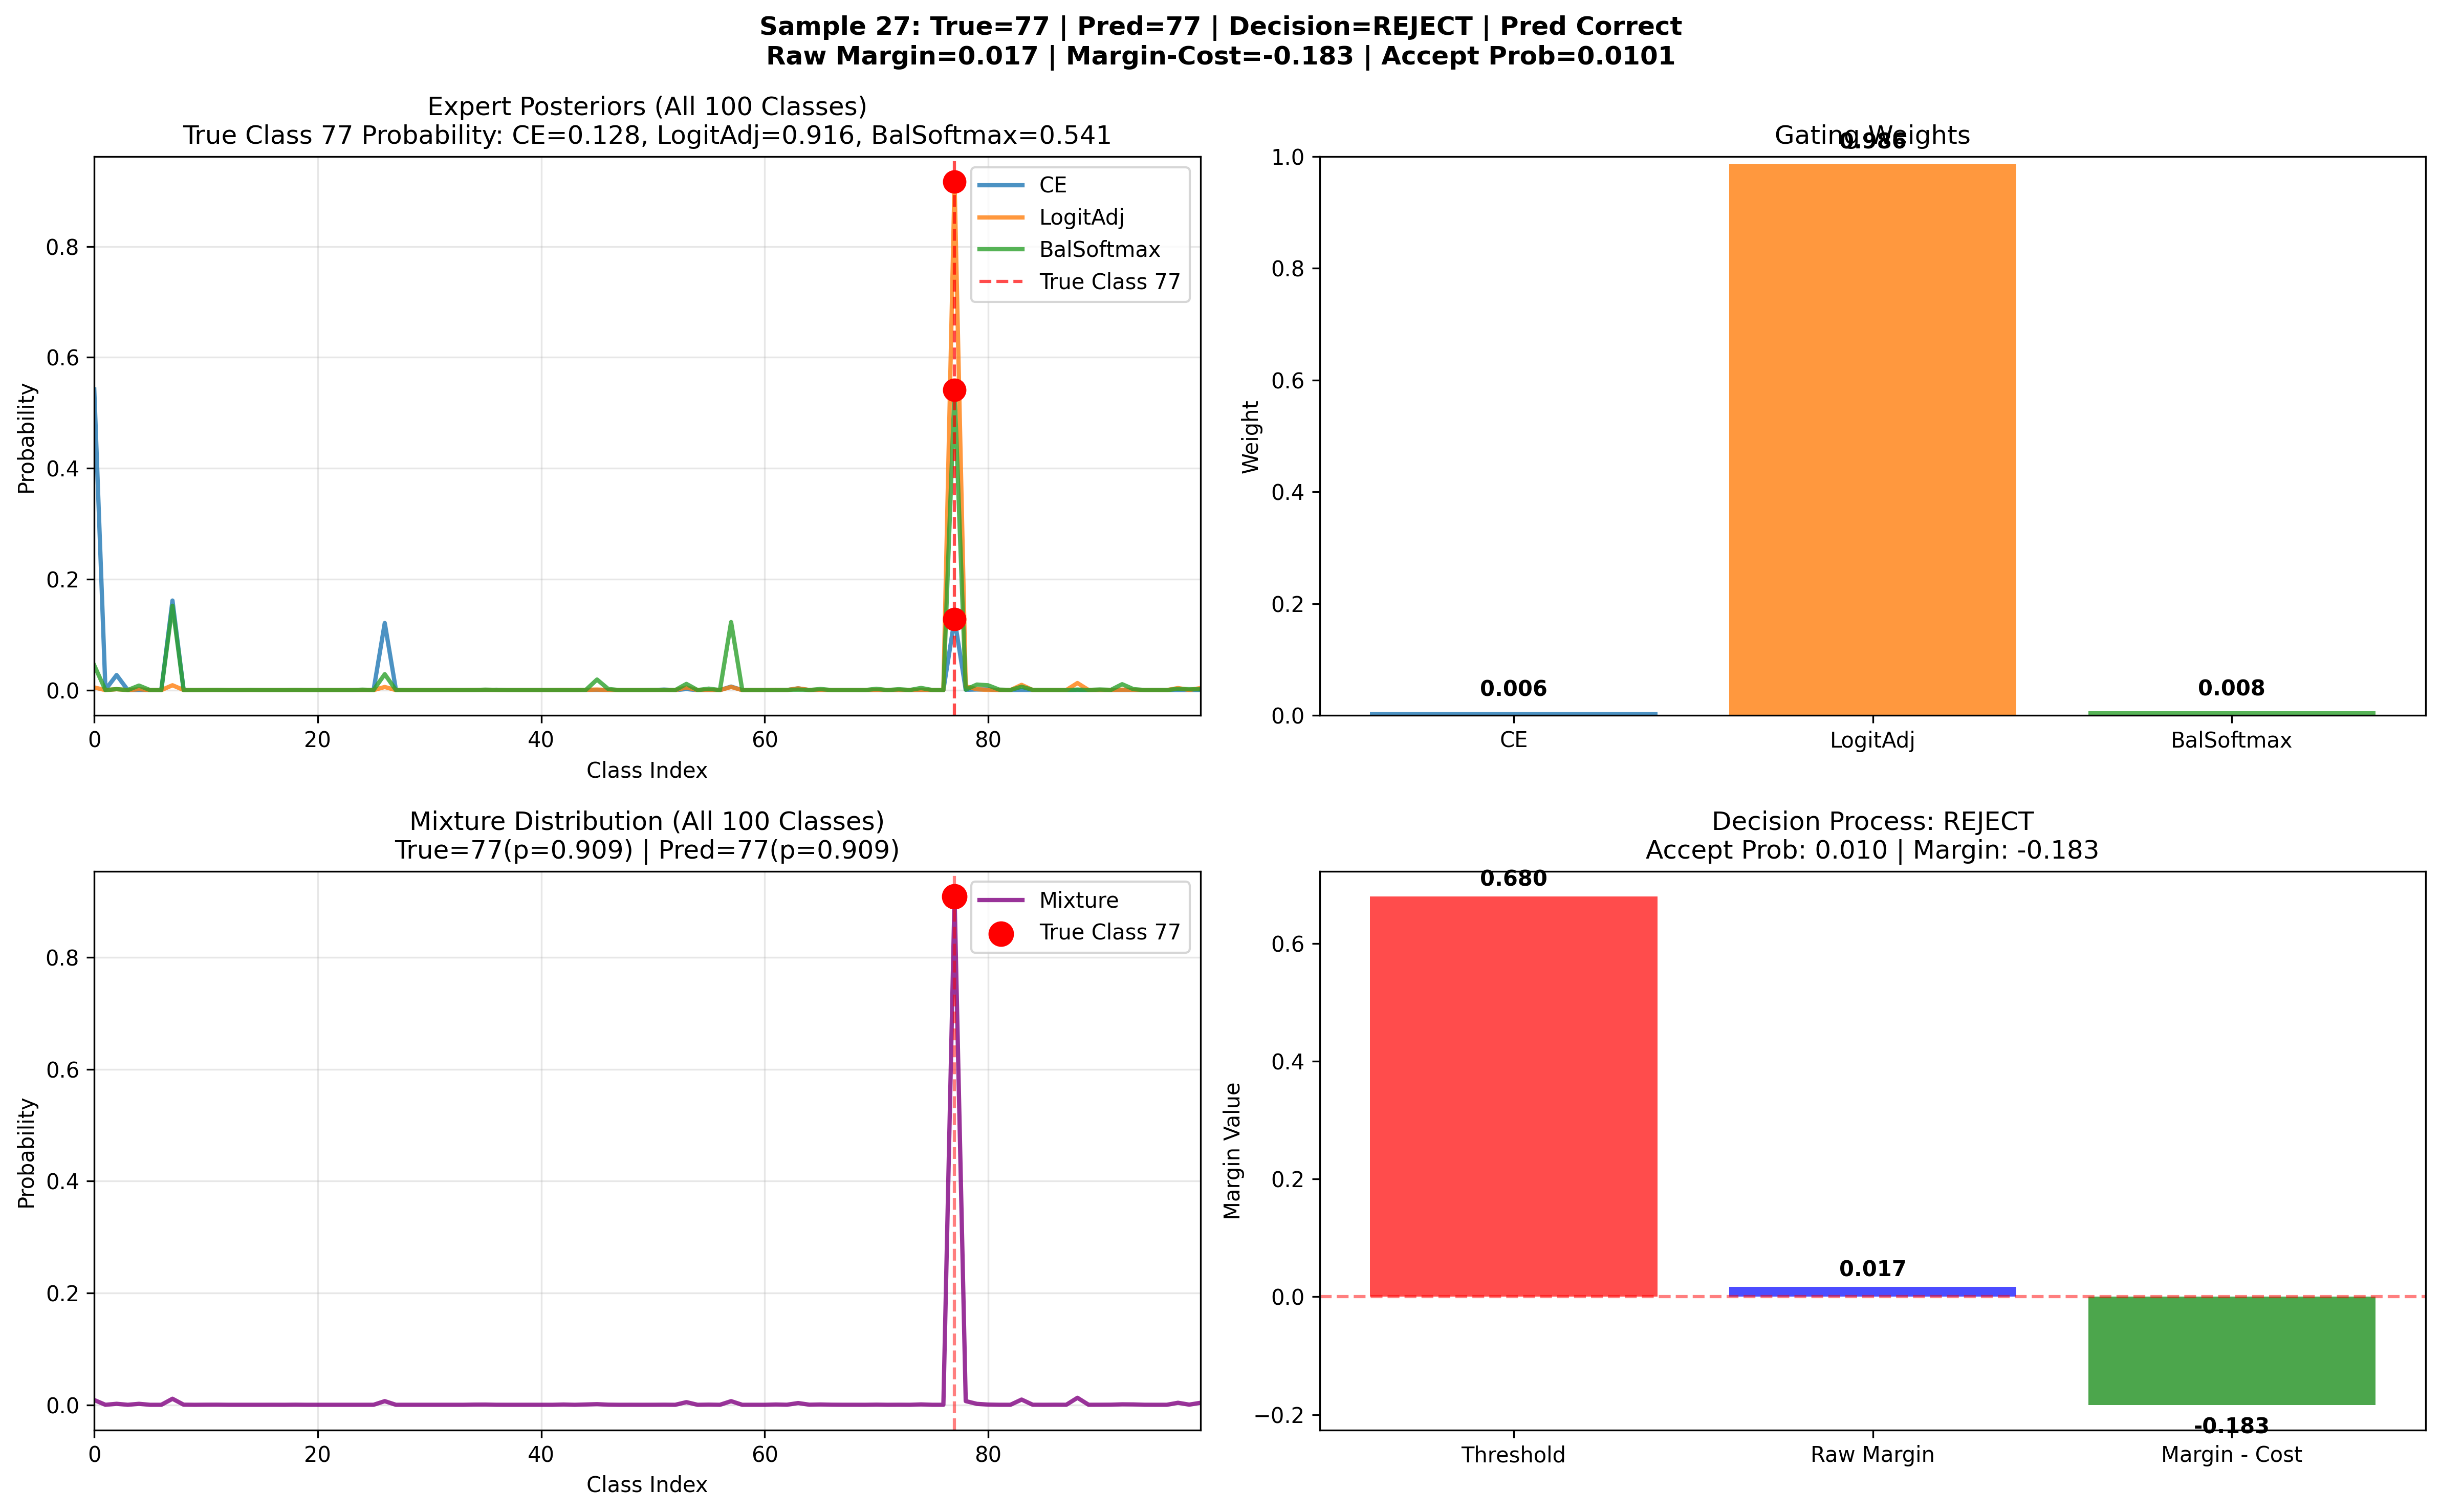 Sample 27: True=77 | Pred=77 | Decision=REJECT | Pred Correct
Raw Margin=0.017 | Margin-Cost=-0.183 | Accept Prob=0.0101
Expert Posteriors (All 100 Classes)
True Class 77 Probability: CE=0.128, LogitAdj=0.916, BalSoftmax=0.541
CE
LogitAdj
BalSoftmax
True Class 77
0.8
0.6
0.4
0.2
0.0
Probability
0
20
40
60
80
Class Index
Gating Weights
0.986
1.0
0.8
0.6
0.4
0.2
0.0
Weight
0.006
0.008
CE
LogitAdj
BalSoftmax
Mixture Distribution (All 100 Classes)
True=77(p=0.909) | Pred=77(p=0.909)
Mixture
True Class 77
0.8
0.6
0.4
0.2
0.0
Probability
0
20
40
60
80
Class Index
Decision Process: REJECT
Accept Prob: 0.010 | Margin: -0.183
0.680
0.6
0.4
0.2
0.0
−0.2
Margin Value
0.017
-0.183
Threshold
Raw Margin
Margin - Cost